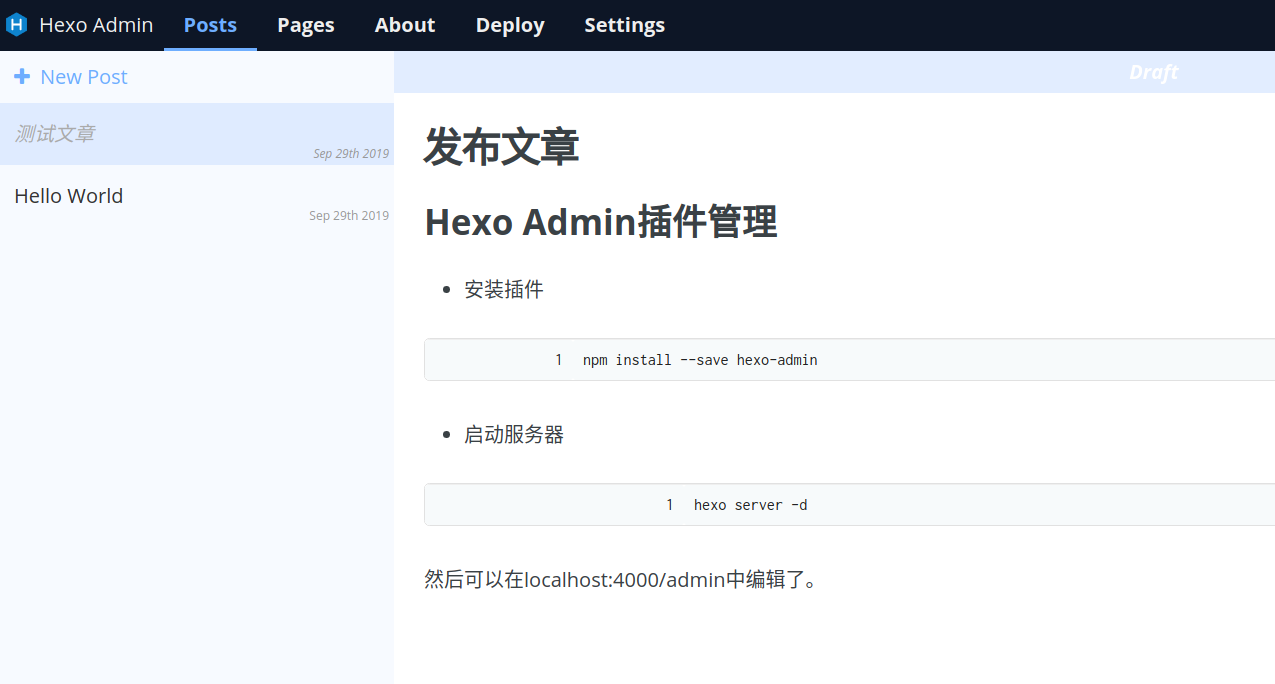 Hexo Admin Posts Pages About Deploy Settings
New Post
Draft
测试文章
Sep 29th 2019
Hello World
Sep 29th 2019
发布文章
Hexo Admin插件管理
安装插件
1 npm install --save hexo-admin
启动服务器
1 hexo server -d
然后可以在localhost:4000/admin中编辑了。